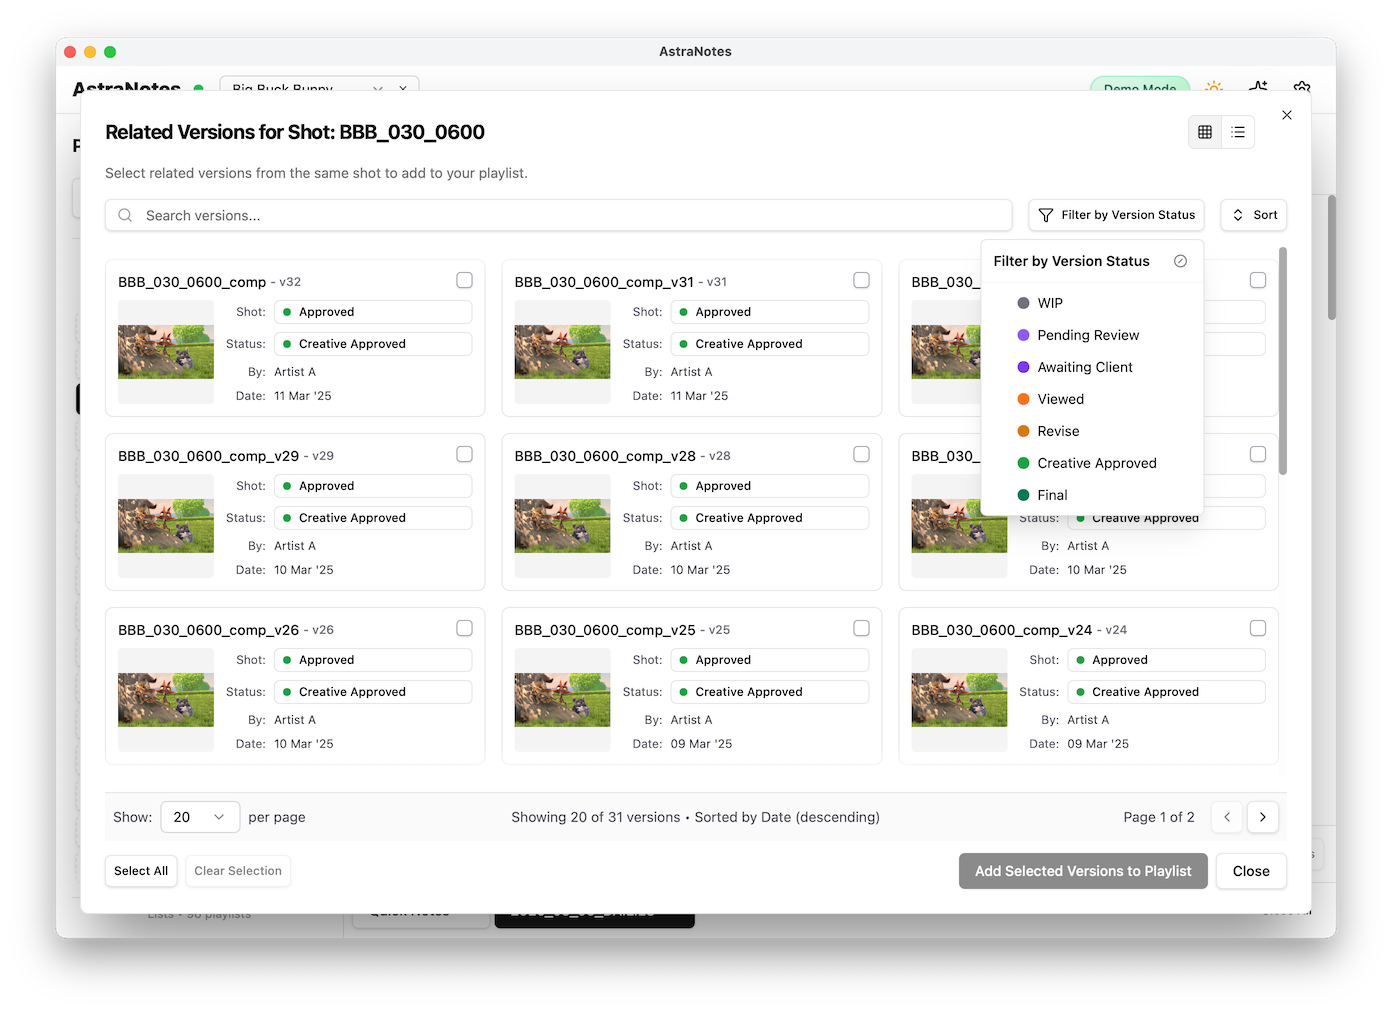 AstraNotes
AstraNotes Big Buck Bunny Demo Mode
Related Versions for Shot: BBB_030_0600
Select related versions from the same shot to add to your playlist.
Search versions...
Filter by Version Status
Sort
Filter by Version Status
WIP
Pending Review
Awaiting Client
Viewed
Revise
Creative Approved
Final
BBB_030_0600_comp - v32
Shot: Approved
Status: Creative Approved
By: Artist A
Date: 11 Mar '25
BBB_030_0600_comp_v31 - v31
Shot: Approved
Status: Creative Approved
By: Artist A
Date: 11 Mar '25
BBB_030_
BBB_030_0600_comp_v29 - v29
Shot: Approved
Status: Creative Approved
By: Artist A
Date: 10 Mar '25
BBB_030_0600_comp_v28 - v28
Shot: Approved
Status: Creative Approved
By: Artist A
Date: 10 Mar '25
BBB_030_
Status: Creative Approved
By: Artist A
Date: 10 Mar '25
BBB_030_0600_comp_v26 - v26
Shot: Approved
Status: Creative Approved
By: Artist A
Date: 10 Mar '25
BBB_030_0600_comp_v25 - v25
Shot: Approved
Status: Creative Approved
By: Artist A
Date: 09 Mar '25
BBB_030_0600_comp_v24 - v24
Shot: Approved
Status: Creative Approved
By: Artist A
Date: 09 Mar '25
Show: 20 per page
Showing 20 of 31 versions • Sorted by Date (descending)
Page 1 of 2
Select All
Clear Selection
Add Selected Versions to Playlist
Close
Quick Notes